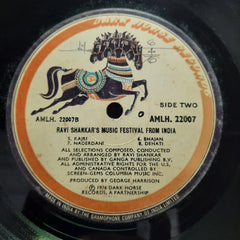 DARK HORSE RECORDS
AMLH. 22007B
SIDE TWO
AMLH. 22007
RAVI SHANKAR'S MUSIC FESTIVAL FROM INDIA
5. KAJRI
8. BHAJAN
7. NADERDANI
8. DEHATI
ALL SELECTIONS COMPOSED, CONDUCTED
AND ARRANGED BY RAVI SHANKAR
AND PUBLISHED BY GANGA PUBLISHING B.V.
ALL ADMINISTRATIVE RIGHTS FOR THE U.S.
AND CANADA CONTROLLED BY
SCREEN-GEMS COLUMBIA MUSIC INC.
PRODUCED BY GEORGE HARRISON
℗ 1976 DARK HORSE
RECORDS, A PARTNERSHIP
MADE IN INDIA BY THE GRAMOPHONE COMPANY OF INDIA LIMITED